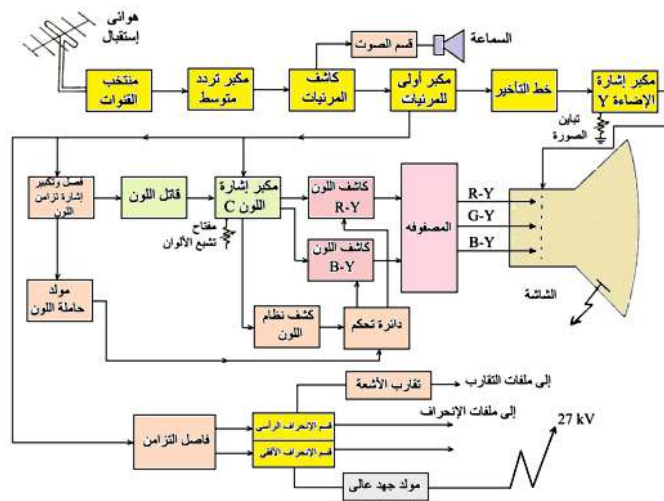 هوائى
إستقبال
قسم الصوت
السماعة
منتخب
القنوات
مكبر تردد
متوسط
كاشف
المرئيات
مكبر أولى
للمرئيات
خط التأخير
مكبر إشارة
الإضاءة Y
تباين
الصورة
فصل وتكبير
إشارة تزامن
اللون
قاتل اللون
مكبر إشارة
اللون C
مفتاح
تشبع الألوان
كاشف اللون
R-Y
كاشف اللون
B-Y
المصفوفه
R-Y
G-Y
B-Y
الشاشة
مولد
حاملة اللون
كشف نظام
اللون
دائرة تحكم
تقارب الأشعة
إلى ملفات التقارب
إلى ملفات الإنحراف
فاصل التزامن
قسم الإنحراف الرأسى
قسم الإنحراف الأفقى
مولد جهد عالى
27 kV